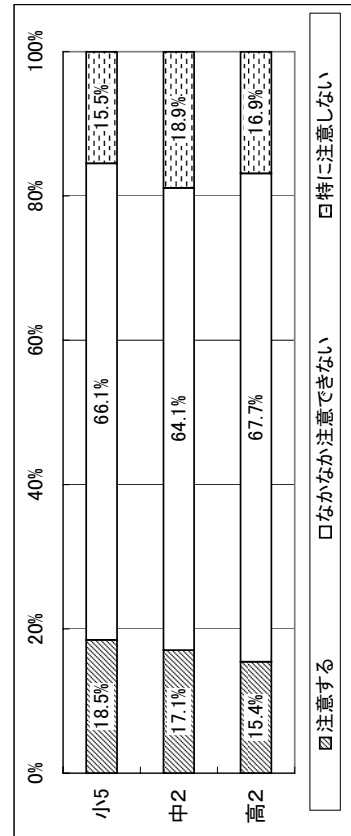 0% 20% 40% 60% 80% 100%
小5 18.5% 66.1% 15.5%
中2 17.1% 64.1% 18.9%
高2 15.4% 67.7% 16.9%
注意する なかなか注意できない 特に注意しない